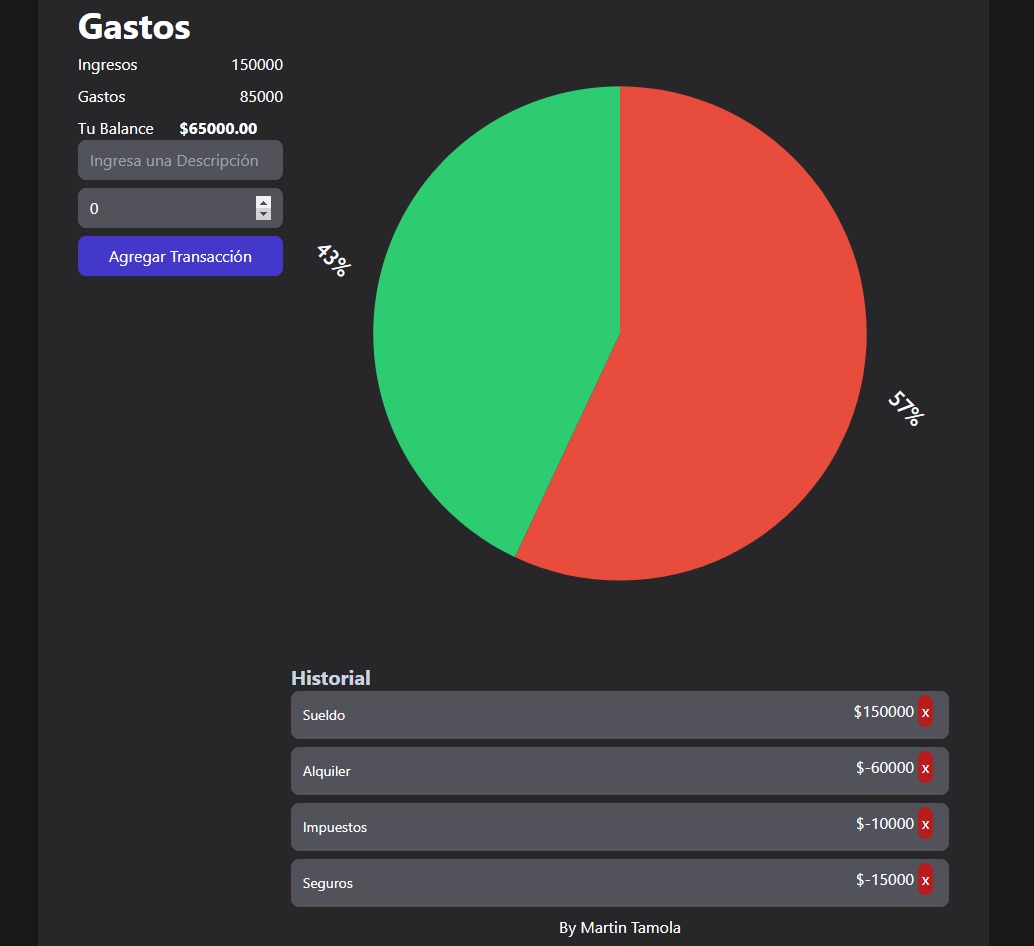 Gastos
Ingresos 150000
Gastos 85000
Tu Balance $65000.00
Ingresa una Descripción
0
Agregar Transacción
43%
57%
Historial
Sueldo $150000 x
Alquiler $-60000 x
Impuestos $-10000 x
Seguros $-15000 x
By Martin Tamola